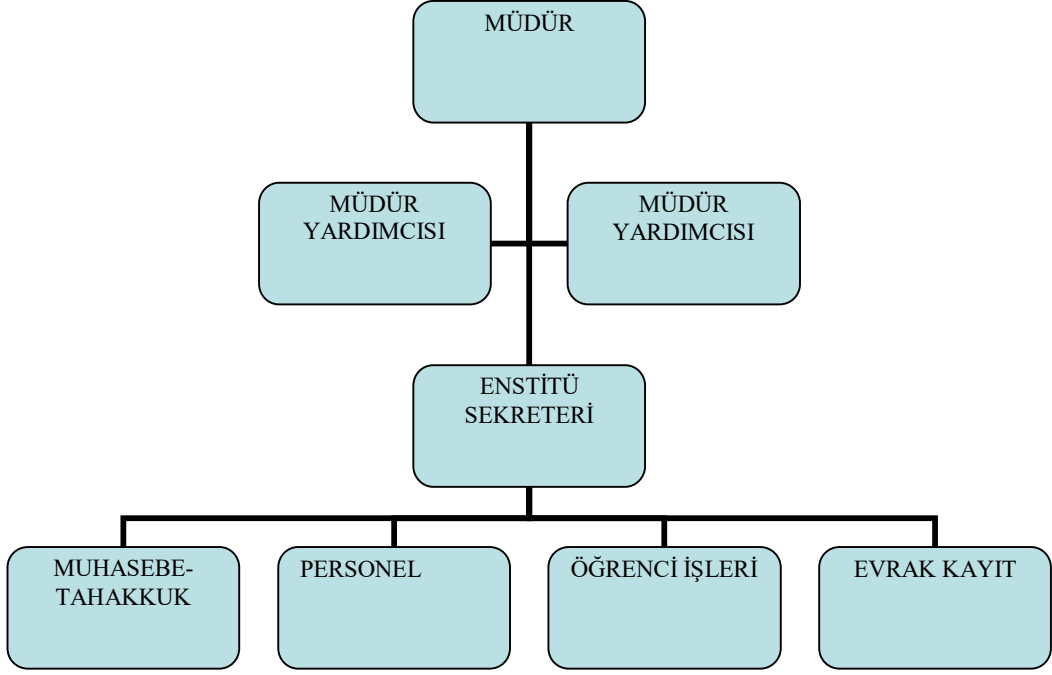 MÜDÜR
MÜDÜR
YARDIMCISI
MÜDÜR
YARDIMCISI
ENSTİTÜ
SEKRETERİ
MUHASEBE-
TAHAKKUK
PERSONEL
ÖĞRENCİ İŞLERİ
EVRAK KAYIT